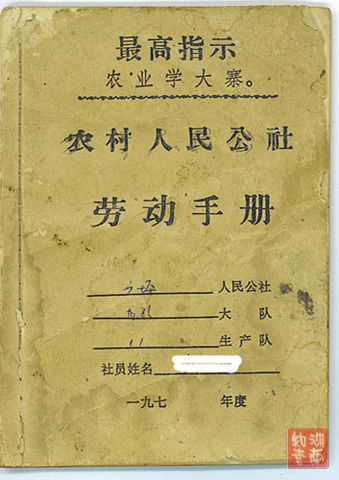 最高指示
农业学大寨。
农村人民公社
劳动手册
人民公社
大队
11 生产队
社员姓名
一九七 年度